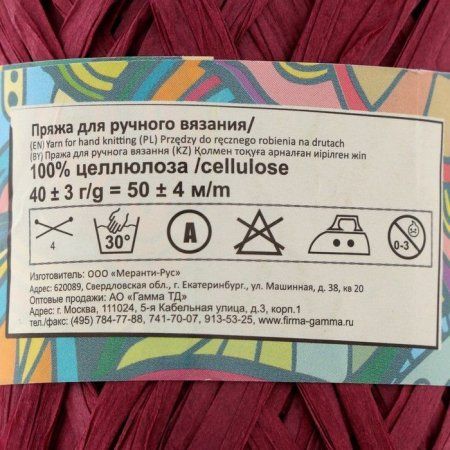 Пряжа для ручного вязания/
(EN) Yarn for hand knitting (PL) Przędzy do ręcznego robienia na drutach
(BY) Пража для ручнога вязання (KZ) Қолмен тоқуға арналған иірілген жіп
100% целлюлоза /cellulose
40 ± 3 г/g = 50 ± 4 м/m
4 30° A 0-3
Изготовитель: ООО «Меранти-Рус»
Адрес: 620089, Свердловская обл., г. Екатеринбург., ул. Машинная, д. 38, кв 20
Оптовые продажи: АО «Гамма ТД»
Адрес: г. Москва, 111024, 5-я Кабельная улица, д.3, корп.1
тел./факс: (495) 784-77-88, 741-70-07, 913-53-25, www.firma-gamma.ru